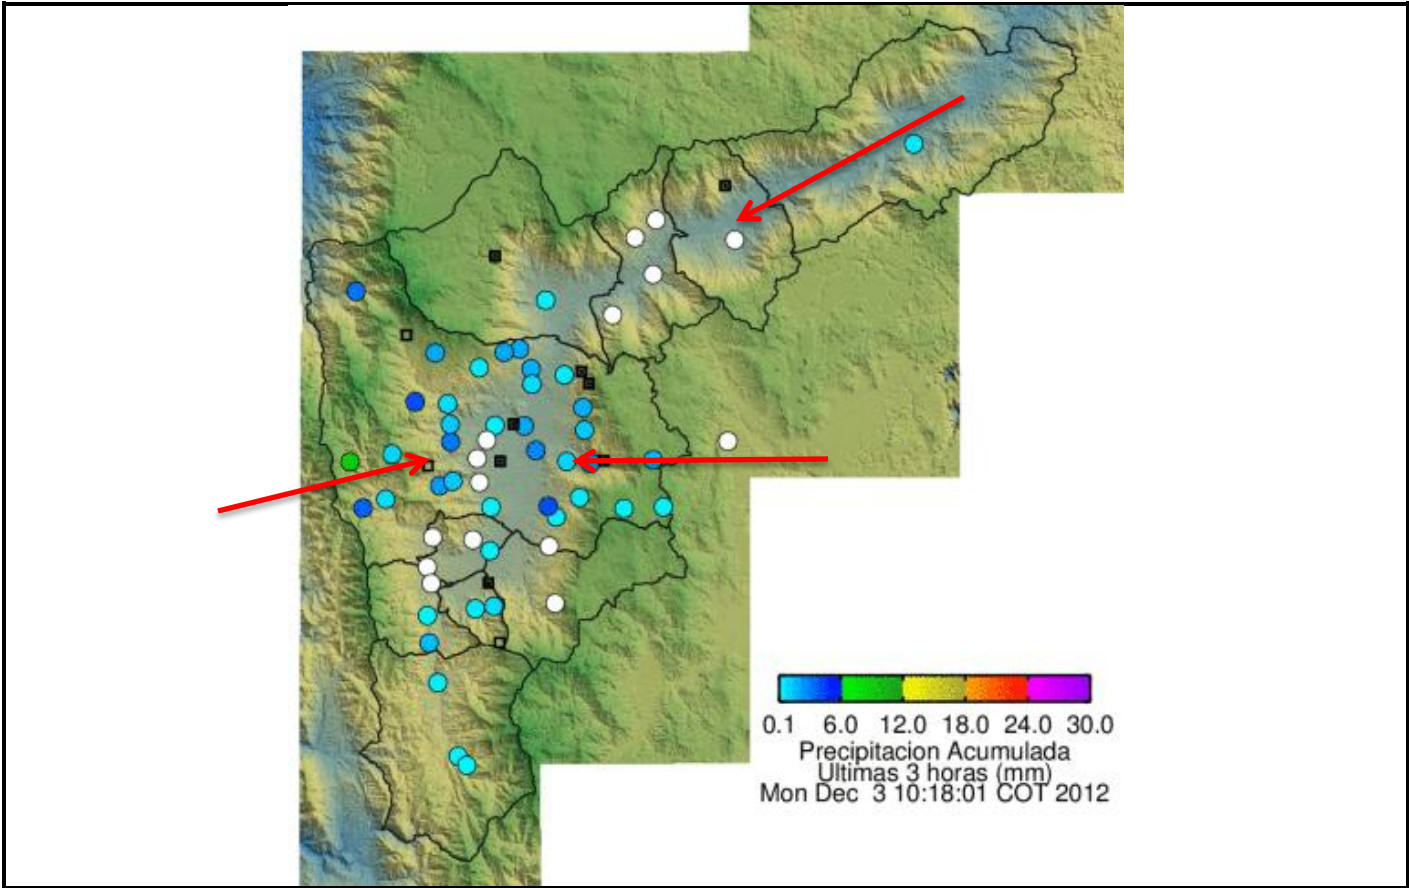 0.1 6.0 12.0 18.0 24.0 30.0
Precipitacion Acumulada
Ultimas 3 horas (mm)
Mon Dec 3 10:18:01 COT 2012